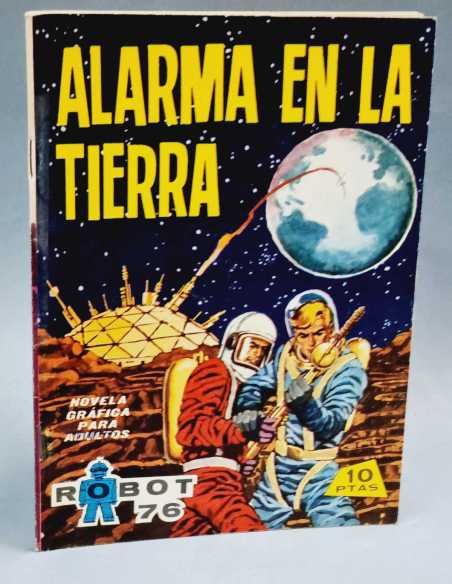 ALARMA EN LA
TIERRA
NOVELA
GRÁFICA
PARA
ADULTOS
ROBOT
76
10
PTAS